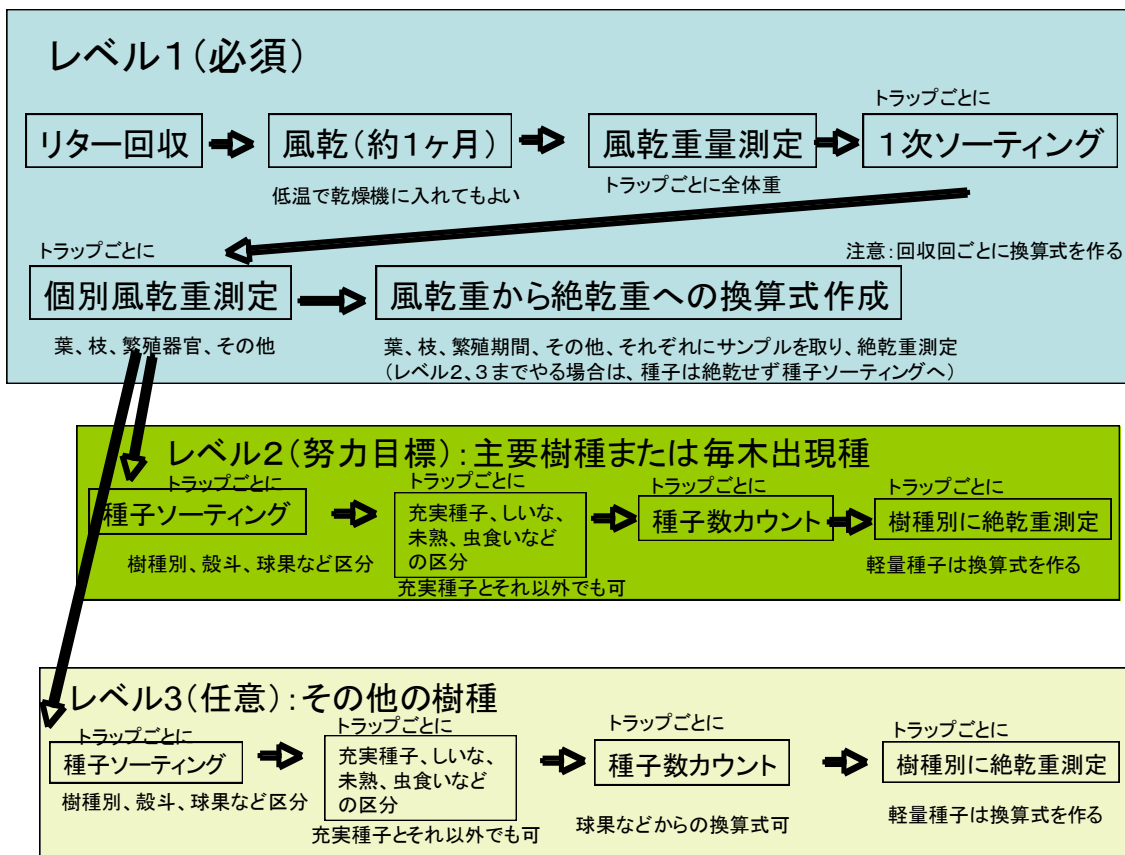 レベル１(必須)
トラップごとに
リター回収
風乾(約１ヶ月)
風乾重量測定
１次ソーティング
低温で乾燥機に入れてもよい
トラップごとに全体重
トラップごとに
注意:回収回ごとに換算式を作る
個別風乾重測定
風乾重から絶乾重への換算式作成
葉、枝、繁殖器官、その他
葉、枝、繁殖期間、その他、それぞれにサンプルを取り、絶乾重測定
(レベル２、３までやる場合は、種子は絶乾せず種子ソーティングへ)
レベル２(努力目標):主要樹種または毎木出現種
トラップごとに
種子ソーティング
樹種別、殻斗、球果など区分
トラップごとに
充実種子、しいな、
未熟、虫食いなど
の区分
充実種子とそれ以外でも可
トラップごとに
種子数カウント
トラップごとに
樹種別に絶乾重測定
軽量種子は換算式を作る
レベル3(任意):その他の樹種
トラップごとに
種子ソーティング
樹種別、殻斗、球果など区分
トラップごとに
充実種子、しいな、
未熟、虫食いなど
の区分
充実種子とそれ以外でも可
トラップごとに
種子数カウント
球果などからの換算式可
トラップごとに
樹種別に絶乾重測定
軽量種子は換算式を作る